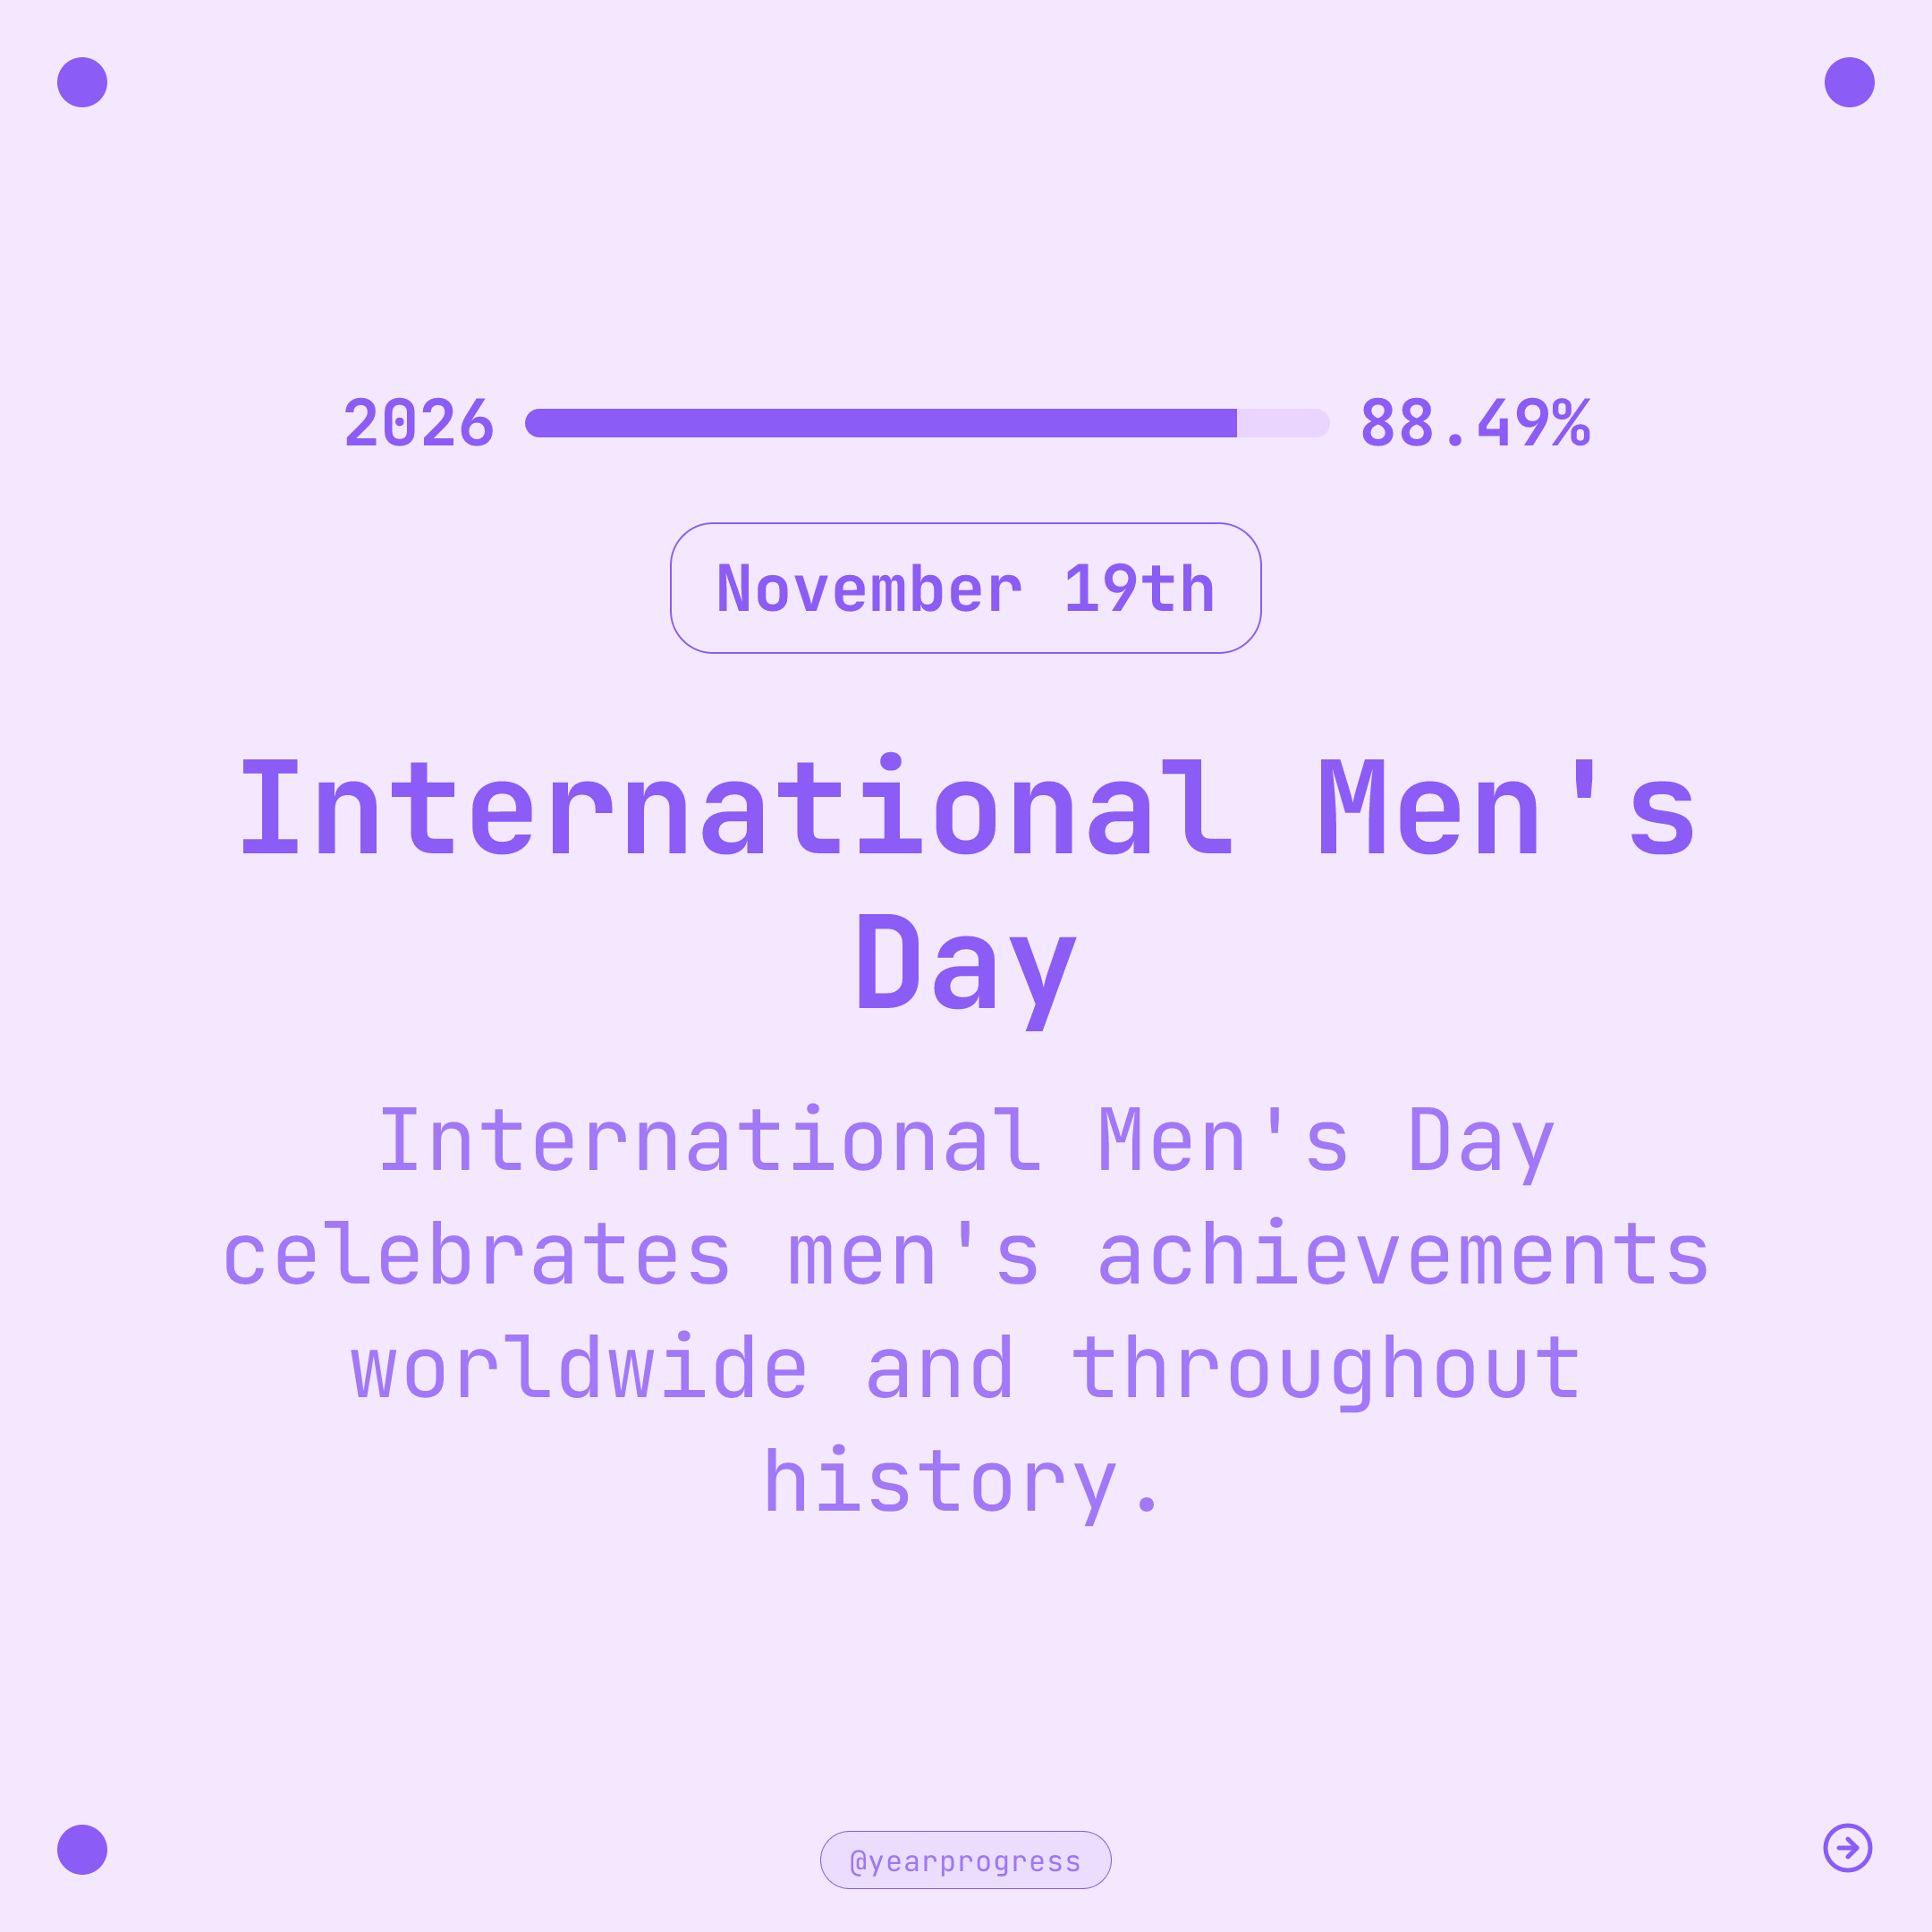 2026 88.49%
November 19th
International Men's
Day
International Men's Day
celebrates men's achievements
worldwide and throughout
history.
@yearprogress